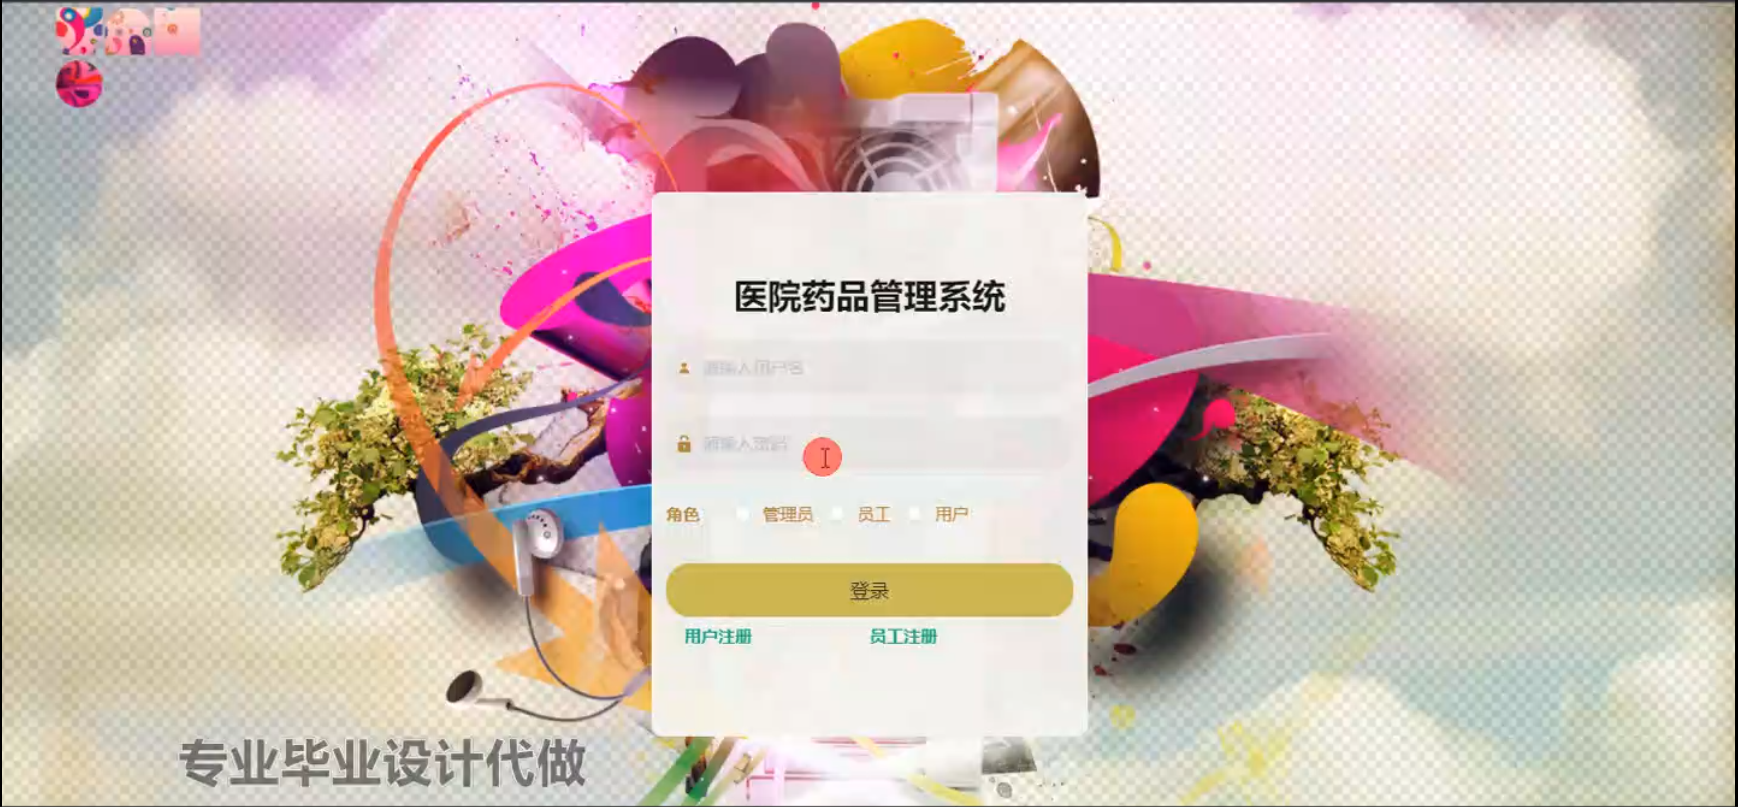 医院药品管理系统
请输入用户名
请输入密码
角色 管理员 员工 用户
登录
用户注册 员工注册
专业毕业设计代做